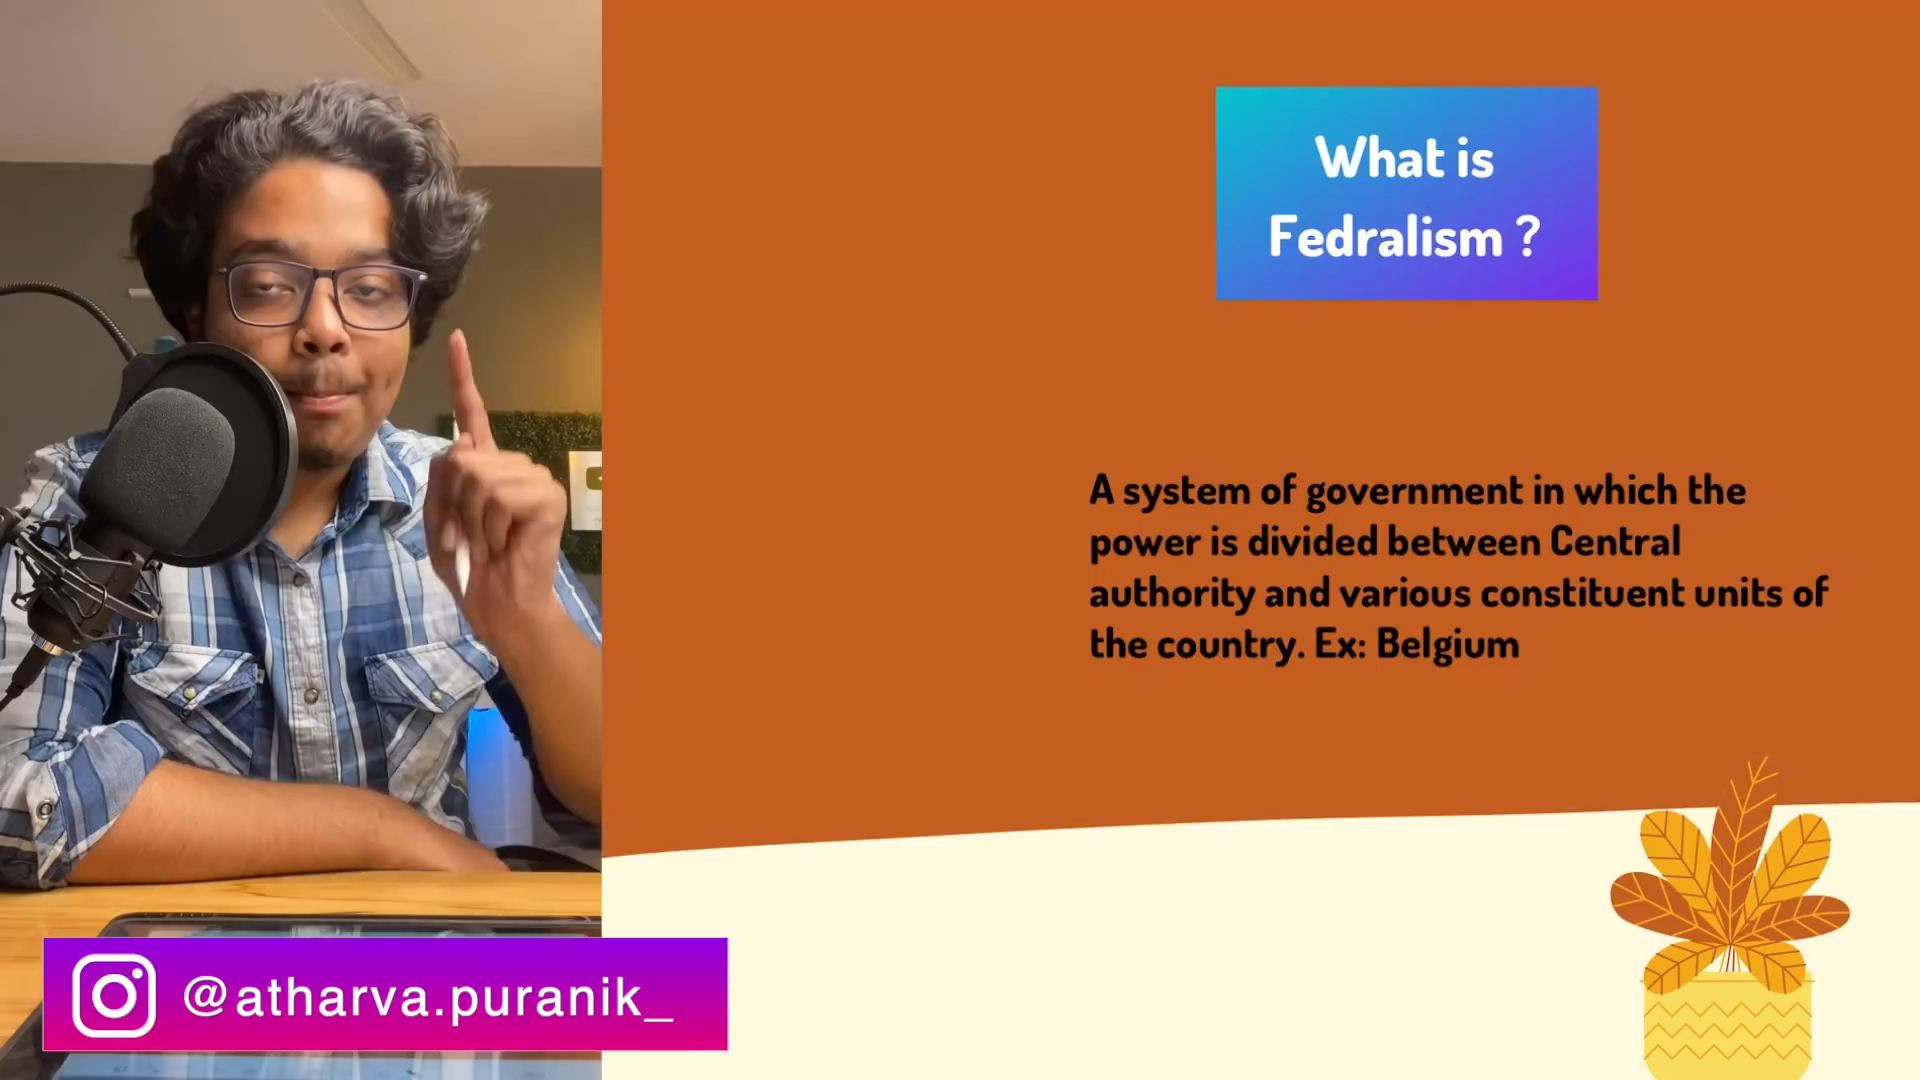 What is
Fedralism ?
A system of government in which the
power is divided between Central
authority and various constituent units of
the country. Ex: Belgium
@atharva.puranik_